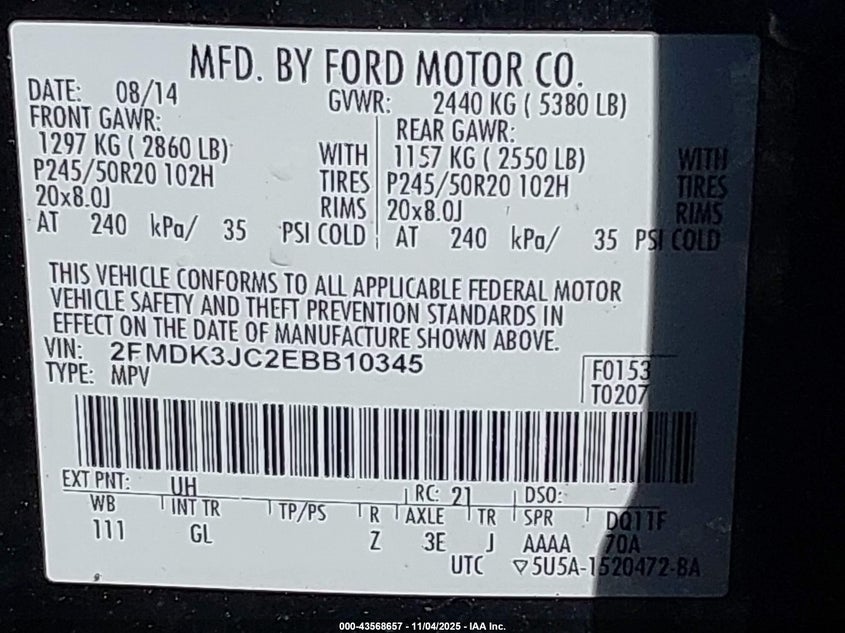 MFD. BY FORD MOTOR CO.
DATE: 08/14 GVWR: 2440 KG ( 5380 LB)
FRONT GAWR: REAR GAWR:
1297 KG ( 2860 LB) WITH 1157 KG ( 2550 LB) WITH
P245/50R20 102H TIRES P245/50R20 102H TIRES
20x8.0J RIMS 20x8.0J RIMS
AT 240 kPa/ 35 PSI COLD AT 240 kPa/ 35 PSI COLD
THIS VEHICLE CONFORMS TO ALL APPLICABLE FEDERAL MOTOR
VEHICLE SAFETY AND THEFT PREVENTION STANDARDS IN
EFFECT ON THE DATE OF MANUFACTURE SHOWN ABOVE.
VIN: 2FMDK3JC2EBB10345
TYPE: MPV
F0153
T0207
EXT PNT: UH RC: 21 DSO:
WB INT TR TP/PS R AXLE TR SPR DQ11F
111 GL Z 3E J AAAA 70A
UTC ▽5U5A-1520472-BA
000-43568657 - 11/04/2025 - IAA Inc.